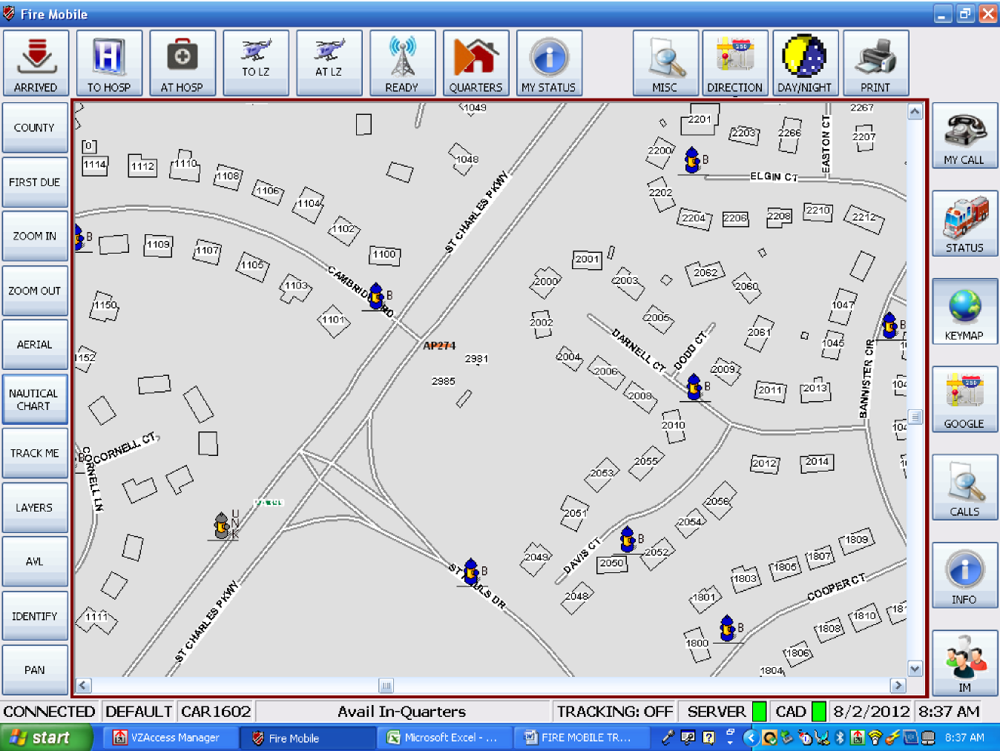 Fire Mobile
ARRIVED
TO HOSP
AT HOSP
TO LZ
AT LZ
READY
QUARTERS
MY STATUS
MISC
DIRECTION
DAY/NIGHT
PRINT
COUNTY
FIRST DUE
ZOOM IN
ZOOM OUT
AERIAL
NAUTICAL
CHART
TRACK ME
LAYERS
AVL
IDENTIFY
PAN
MY CALL
STATUS
KEYMAP
GOOGLE
CALLS
INFO
IM
1049
2201
2267
2203
2266
2207
0
1114
1112
1110
1108
1106
1104
1102
1100
1048
2200
B
EASTON CT
ELGIN CT
2202
2204
2206
2208
2210
2212
ST CHARLES PKWY
B
1109
1107
1105
1103
1101
CAMBRID
RD
B
2001
2000
2003
2062
2060
2002
2005
2061
1047
1045
B
BANNISTER CIR
1150
1152
AP274
2981
2985
2004
2006
2008
DARNELL CT
DODD CT
2009
B
2011
2013
2010
2012
2014
CORNELL CT
CORNELL LN
B
UNK
2053
2055
2051
2056
2054
2049
DAVIS CT
B
2052
2050
2048
ST
ULS DR
B
1809
1807
1805
1803
1801
COOPER CT
B
1800
1810
1808
1806
1804
1111
ST CHARLES PKWY
CONNECTED
DEFAULT
CAR1602
Avail In-Quarters
TRACKING: OFF
SERVER
CAD
8/2/2012
8:37 AM
start
VZAccess Manager
Fire Mobile
Microsoft Excel - ...
FIRE MOBILE TR...
8:37 AM